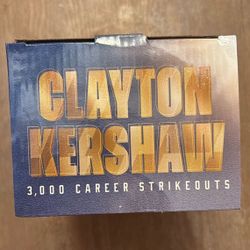 CLAYTON
KERSHAW
3,000 CAREER STRIKEOUTS